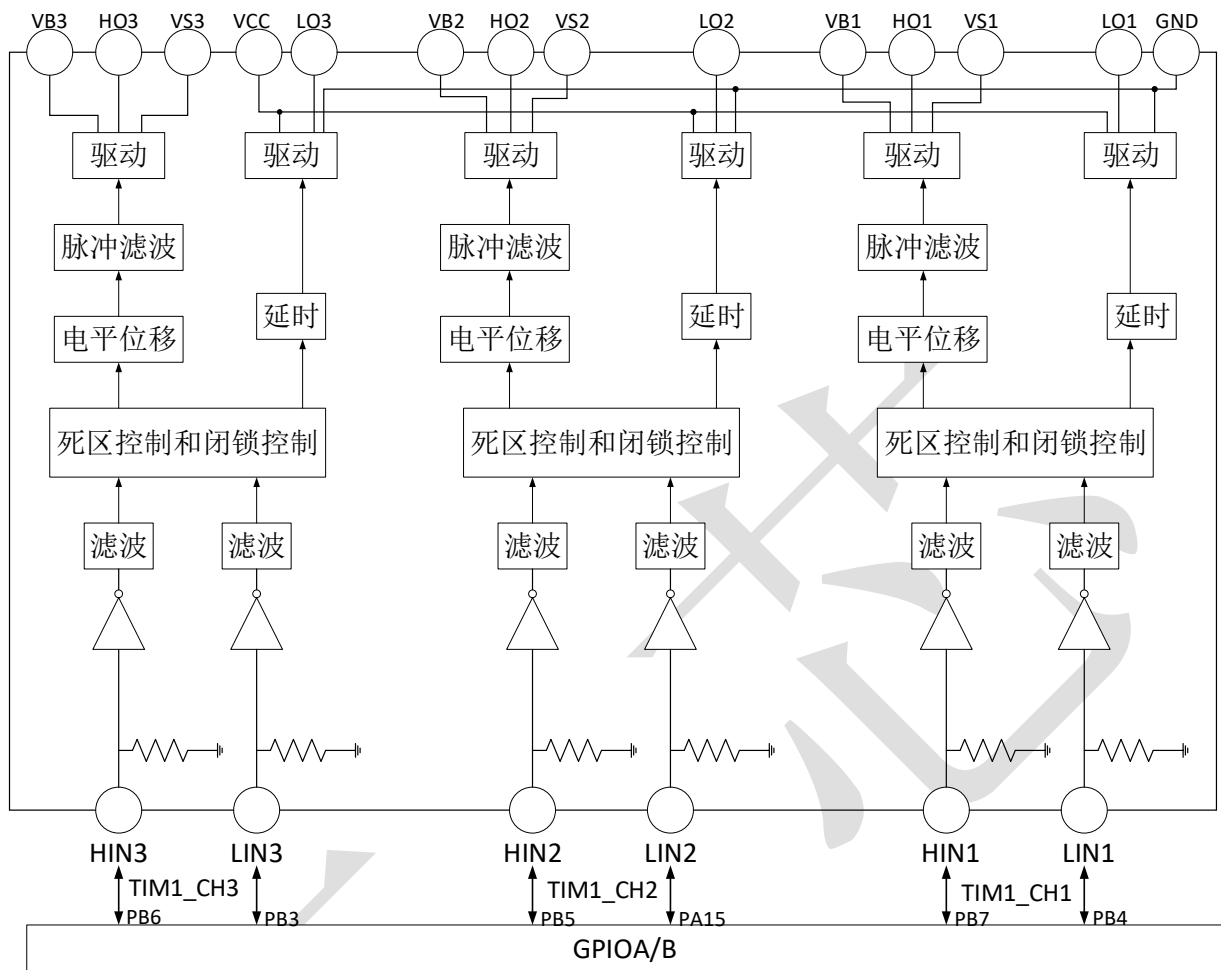 VB3 HO3 VS3 VCC LO3 VB2 HO2 VS2 LO2 VB1 HO1 VS1 LO1 GND
驱动 驱动 驱动 驱动 驱动 驱动
脉冲滤波 脉冲滤波 脉冲滤波
延时 延时 延时
电平位移 电平位移 电平位移
死区控制和闭锁控制 死区控制和闭锁控制 死区控制和闭锁控制
滤波 滤波 滤波 滤波 滤波 滤波
HIN3 LIN3 HIN2 LIN2 HIN1 LIN1
TIM1_CH3 TIM1_CH2 TIM1_CH1
PB6 PB3 PB5 PA15 PB7 PB4
GPIOA/B